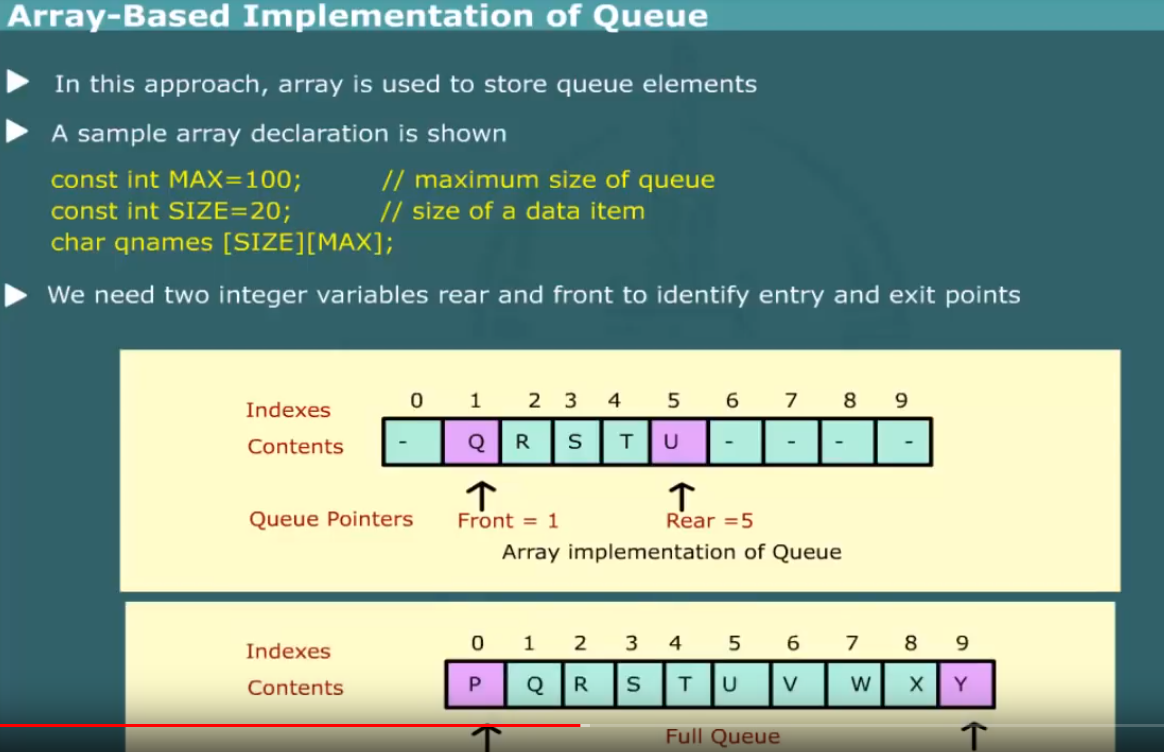 Array-Based Implementation of Queue
In this approach, array is used to store queue elements
A sample array declaration is shown
const int MAX=100; // maximum size of queue
const int SIZE=20; // size of a data item
char qnames [SIZE][MAX];
We need two integer variables rear and front to identify entry and exit points
Indexes 0 1 2 3 4 5 6 7 8 9
Contents - Q R S T U - - - -
Queue Pointers Front = 1 Rear =5
Array implementation of Queue
Indexes 0 1 2 3 4 5 6 7 8 9
Contents P Q R S T U V W X Y
Full Queue